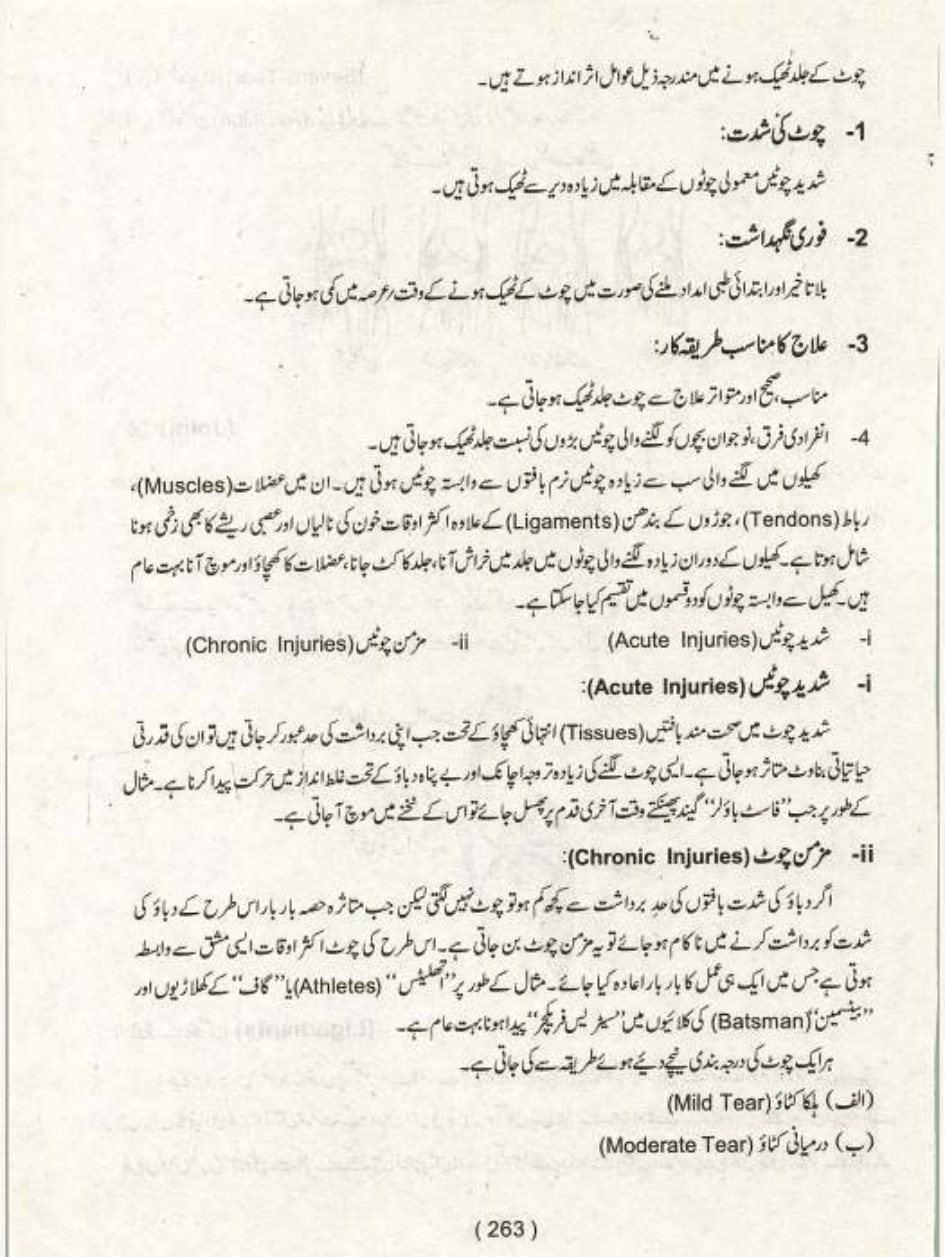 چوٹ کے جلد ٹھیک ہونے میں مندرجہ ذیل عوامل اثر انداز ہوتے ہیں۔
1- چوٹ کی شدت:
شدید چوٹیں معمولی چوٹوں کے مقابلہ میں زیادہ دیر سے ٹھیک ہوتی ہیں۔
2- فوری نگہداشت:
بلا تاخیر اور ابتدائی طبی امداد ملنے کی صورت میں چوٹ کے ٹھیک ہونے کے وقت/عرصہ میں کمی ہو جاتی ہے۔
3- علاج کا مناسب طریقہ کار:
مناسب، صحیح اور متواتر علاج سے چوٹ جلد ٹھیک ہو جاتی ہے۔
4- انفرادی فرق، نوجوان بچوں کو لگنے والی چوٹیں بڑوں کی نسبت جلد ٹھیک ہو جاتی ہیں۔
کھیلوں میں لگنے والی سب سے زیادہ چوٹیں نرم بافتوں سے وابستہ چوٹیں ہوتی ہیں۔ ان میں عضلات (Muscles)،
رباط (Tendons)، جوڑوں کے بندھن (Ligaments) کے علاوہ اکثر اوقات خون کی نالیاں اور عصبی ریشے کا بھی زخمی ہونا
شامل ہوتا ہے۔ کھیلوں کے دوران زیادہ لگنے والی چوٹوں میں جلد میں خراش آنا، جلد کا کٹ جانا، عضلات کا کھچاؤ اور موچ آنا بہت عام
ہیں۔ کھیل سے وابستہ چوٹوں کو دو قسموں میں تقسیم کیا جا سکتا ہے۔
i- شدید چوٹیں (Acute Injuries) ii- مزمن چوٹیں (Chronic Injuries)
i- شدید چوٹیں (Acute Injuries):
شدید چوٹ میں صحت مند بافتیں (Tissues) انتہائی کھچاؤ کے تحت جب اپنی برداشت کی حد عبور کر جاتی ہیں تو ان کی قدرتی
حیاتیاتی بناوٹ متاثر ہو جاتی ہے۔ ایسی چوٹ لگنے کی زیادہ تر وجہ اچانک اور بے پناہ دباؤ کے تحت غلط انداز میں حرکت پیدا کرنا ہے۔ مثال
کے طور پر جب "فاسٹ باؤلر" گیند پھینکتے وقت آخری قدم پر پھسل جائے تو اس کے ٹخنے میں موچ آ جاتی ہے۔
ii- مزمن چوٹ (Chronic Injuries):
اگر دباؤ کی شدت بافتوں کی حدِ برداشت سے کچھ کم ہو تو چوٹ نہیں لگتی لیکن جب متاثرہ حصہ بار بار اس طرح کے دباؤ کی
شدت کو برداشت کرنے میں ناکام ہو جائے تو یہ مزمن چوٹ بن جاتی ہے۔ اس طرح کی چوٹ اکثر اوقات ایسی مشق سے وابسطہ
ہوتی ہے جس میں ایک ہی عمل کا بار بار اعادہ کیا جائے۔ مثال کے طور پر "اتھلیٹس" (Athletes) یا "گاف" کے کھلاڑیوں اور
"بیٹسمین" (Batsman) کی کلائیوں میں "سیٹریس فریکچر" پیدا ہونا بہت عام ہے۔
ہر ایک چوٹ کی درجہ بندی نیچے دیئے ہوئے طریقہ سے کی جاتی ہے۔
(الف) ہلکا کٹاؤ (Mild Tear)
(ب) درمیانی کٹاؤ (Moderate Tear)
( 263 )